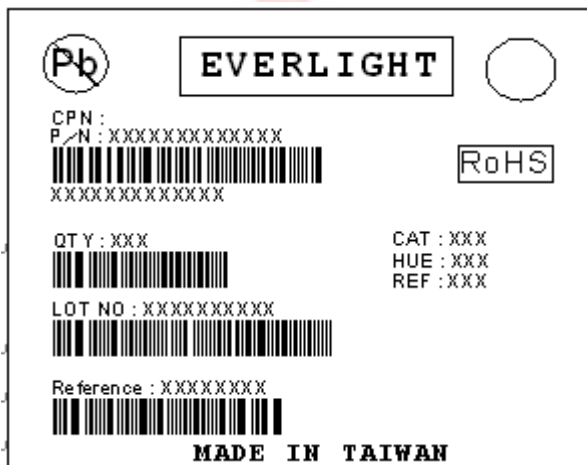 Pb
EVERLIGHT
CPN :
P/N : XXXXXXXXXXXXX
RoHS
XXXXXXXXXXXXX
QTY : XXX
CAT : XXX
HUE : XXX
REF : XXX
LOT NO : XXXXXXXXXX
Reference : XXXXXXXX
MADE IN TAIWAN